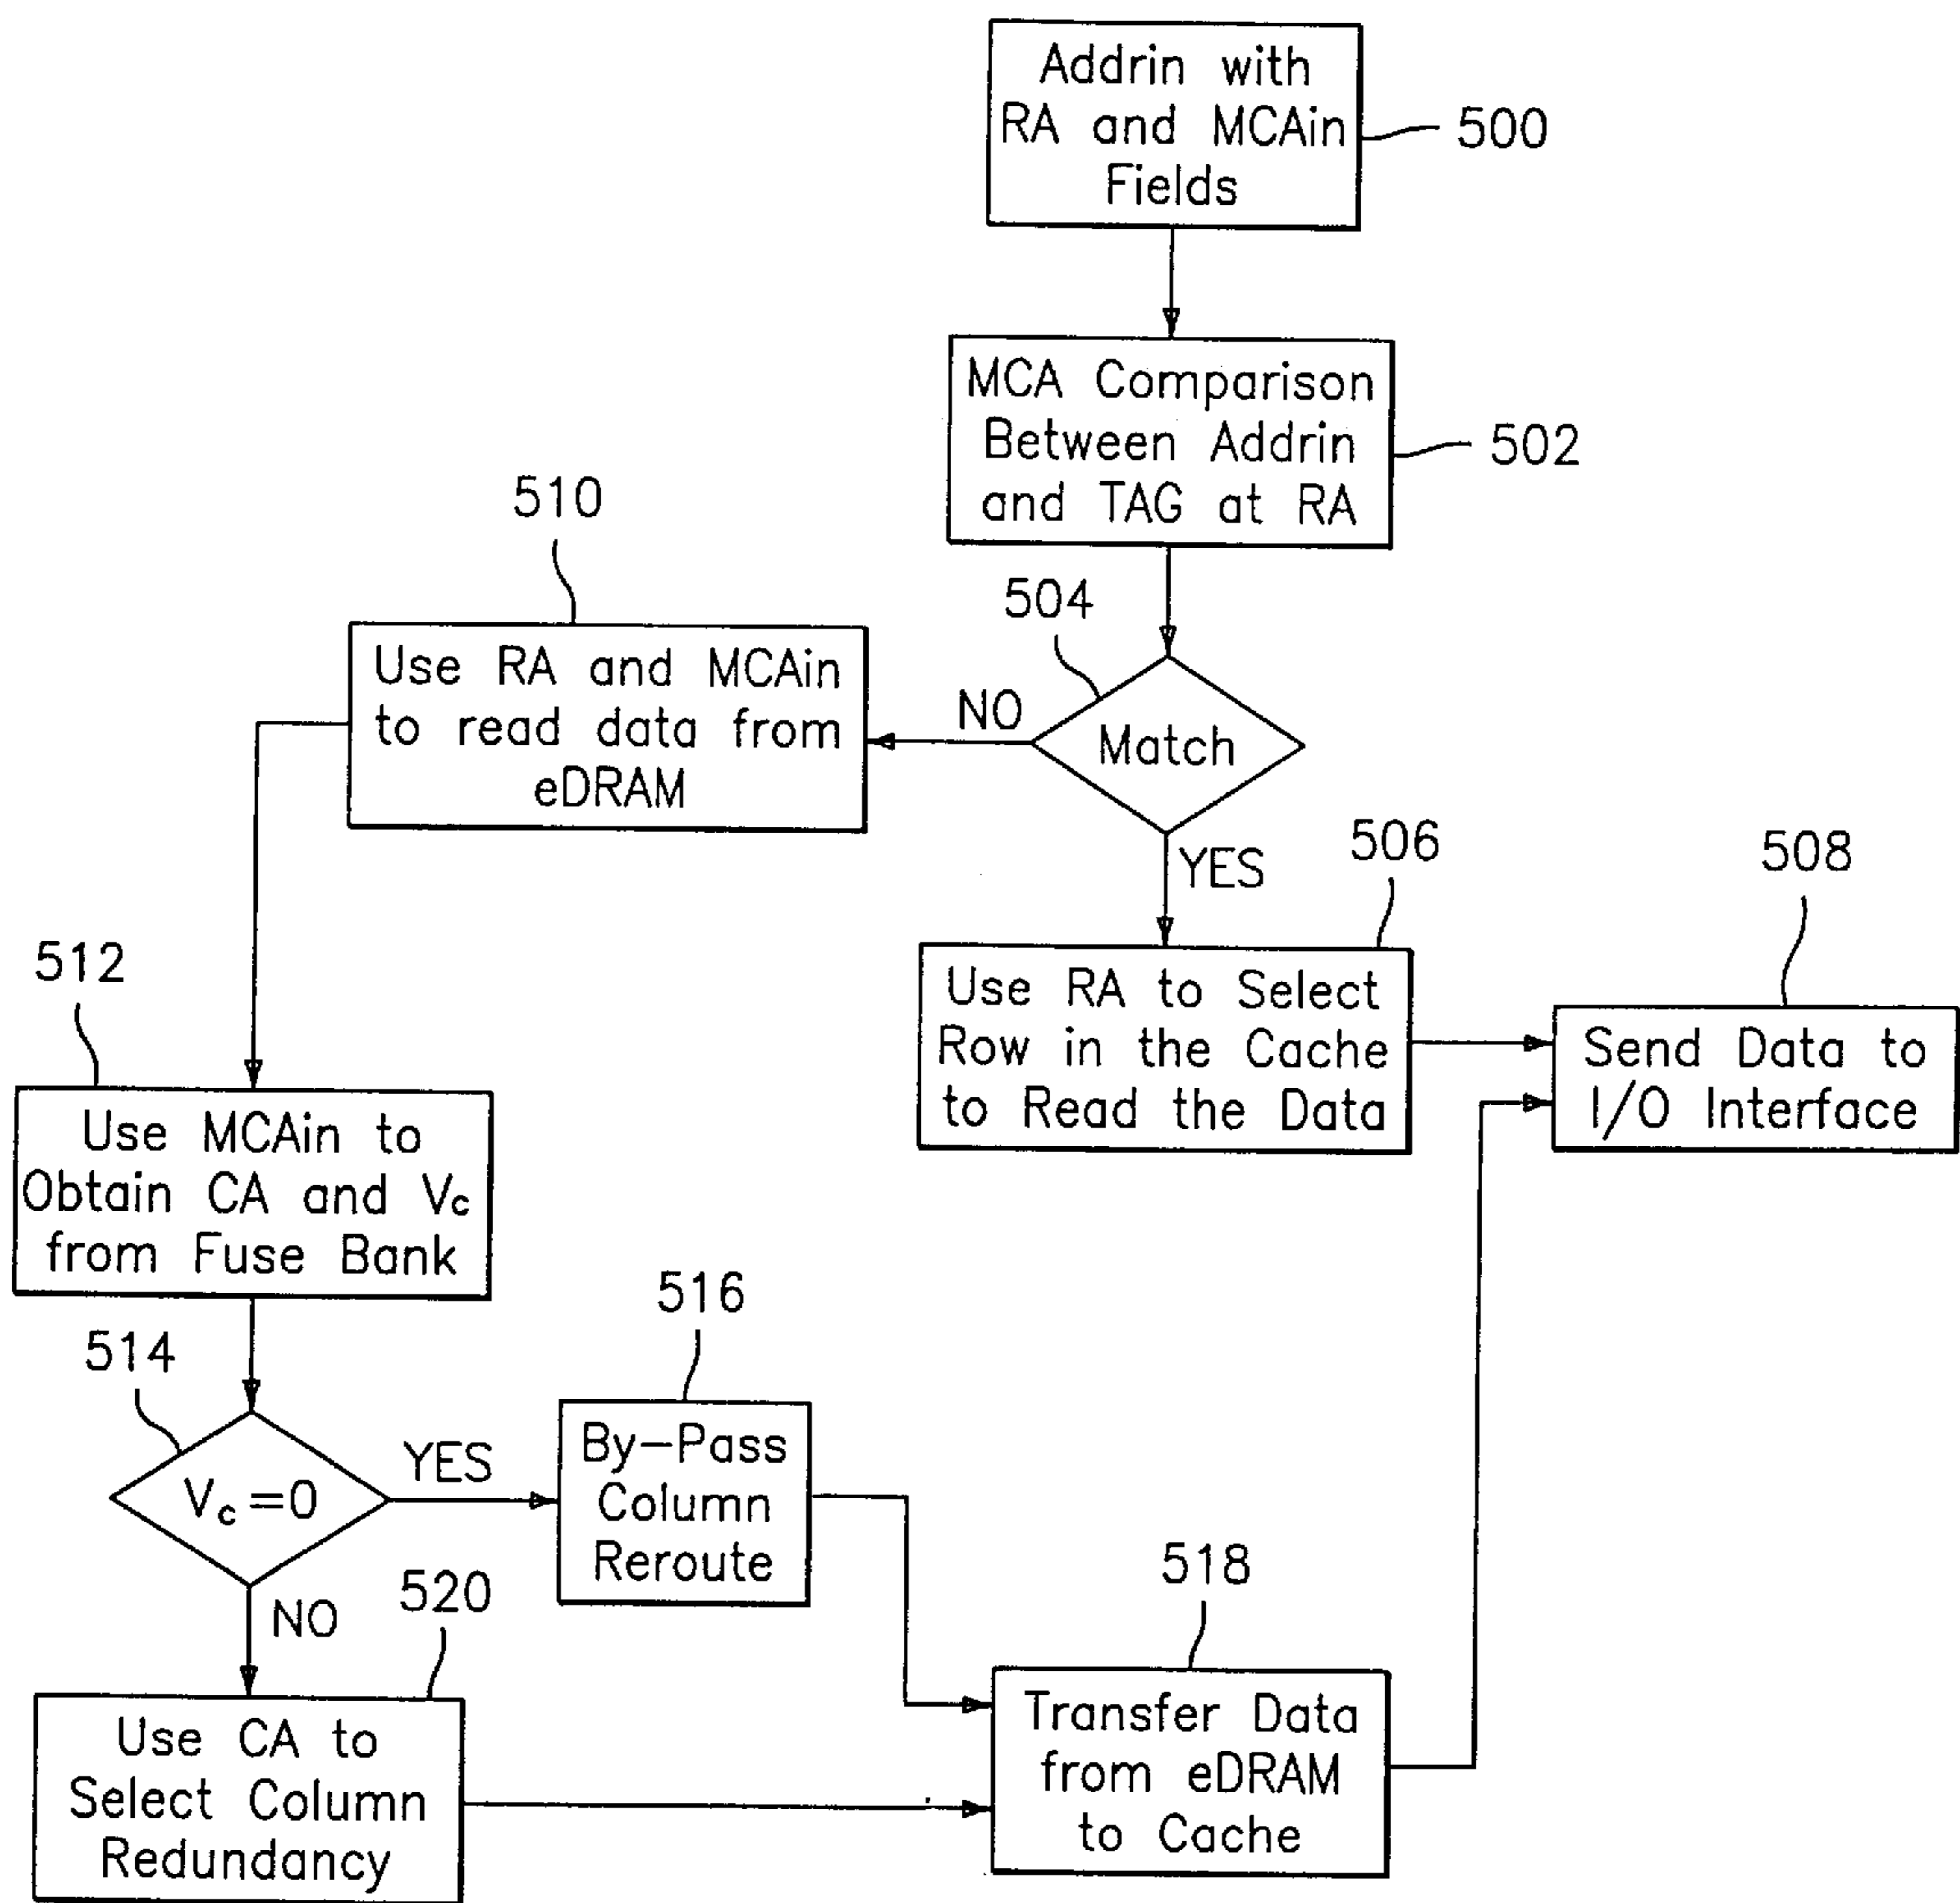 Addrin with
RA and MCAin
Fields
500
MCA Comparison
Between Addrin
and TAG at RA
502
510
504
Use RA and MCAin
to read data from
eDRAM
NO
Match
YES
506
508
512
Use RA to Select
Row in the Cache
to Read the Data
Send Data to
I/O Interface
Use MCAin to
Obtain CA and Vc
from Fuse Bank
514
516
Vc=0
YES
By-Pass
Column
Reroute
NO
520
518
Use CA to
Select Column
Redundancy
Transfer Data
from eDRAM
to Cache